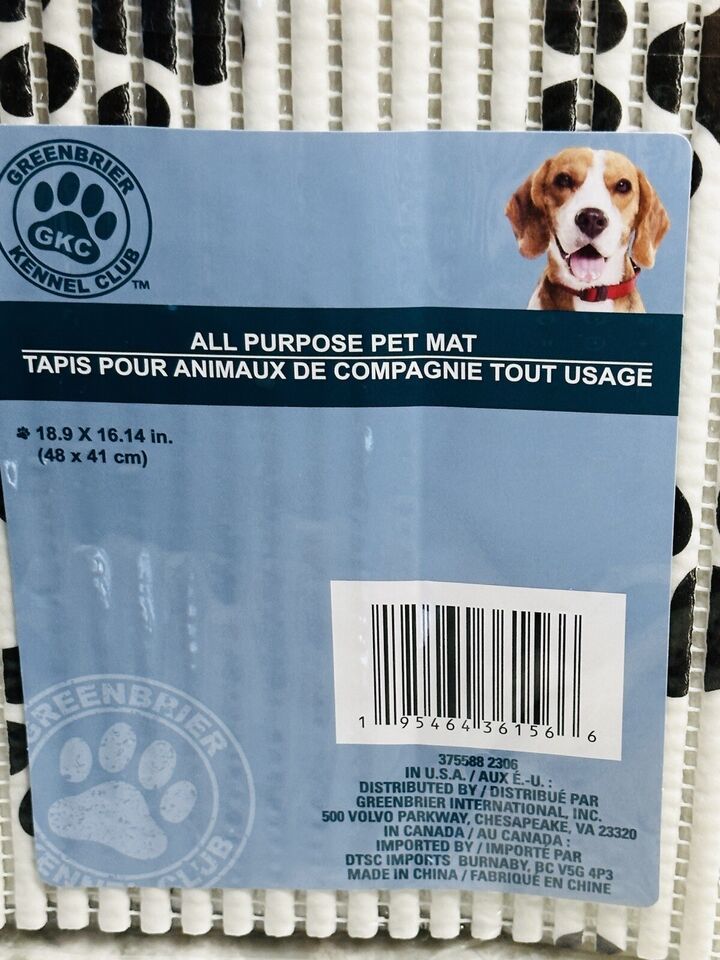 GREENBRIER
GKC
KENNEL CLUB
TM
ALL PURPOSE PET MAT
TAPIS POUR ANIMAUX DE COMPAGNIE TOUT USAGE
18.9 X 16.14 in.
(48 x 41 cm)
GREENBRIER
KENNEL CLUB
1 95464 36156 6
375588 2306
IN U.S.A. / AUX É.-U. :
DISTRIBUTED BY / DISTRIBUÉ PAR
GREENBRIER INTERNATIONAL, INC.
500 VOLVO PARKWAY, CHESAPEAKE, VA 23320
IN CANADA / AU CANADA :
IMPORTED BY / IMPORTÉ PAR
DTSC IMPORTS BURNABY, BC V5G 4P3
MADE IN CHINA / FABRIQUÉ EN CHINE